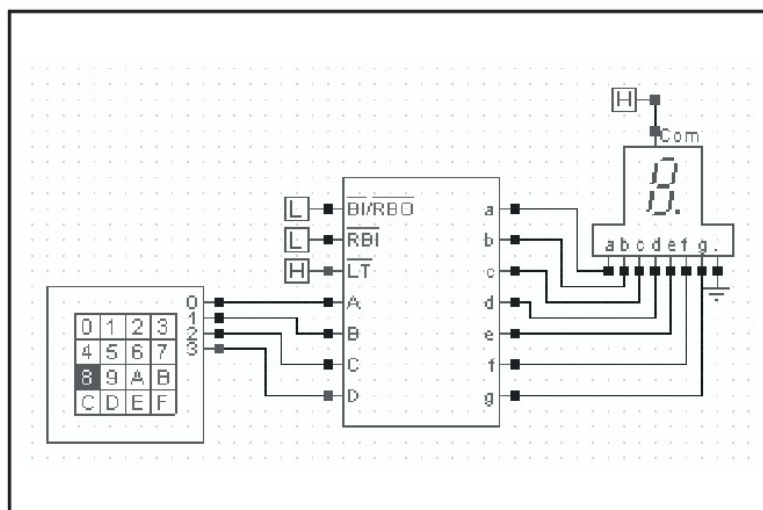 H
Com
8.
L BI/RBO a
L RBI b
H LT c
a b c d e f g .
0 A d
1 B e
2 C f
3 D g
0 1 2 3
4 5 6 7
8 9 A B
C D E F